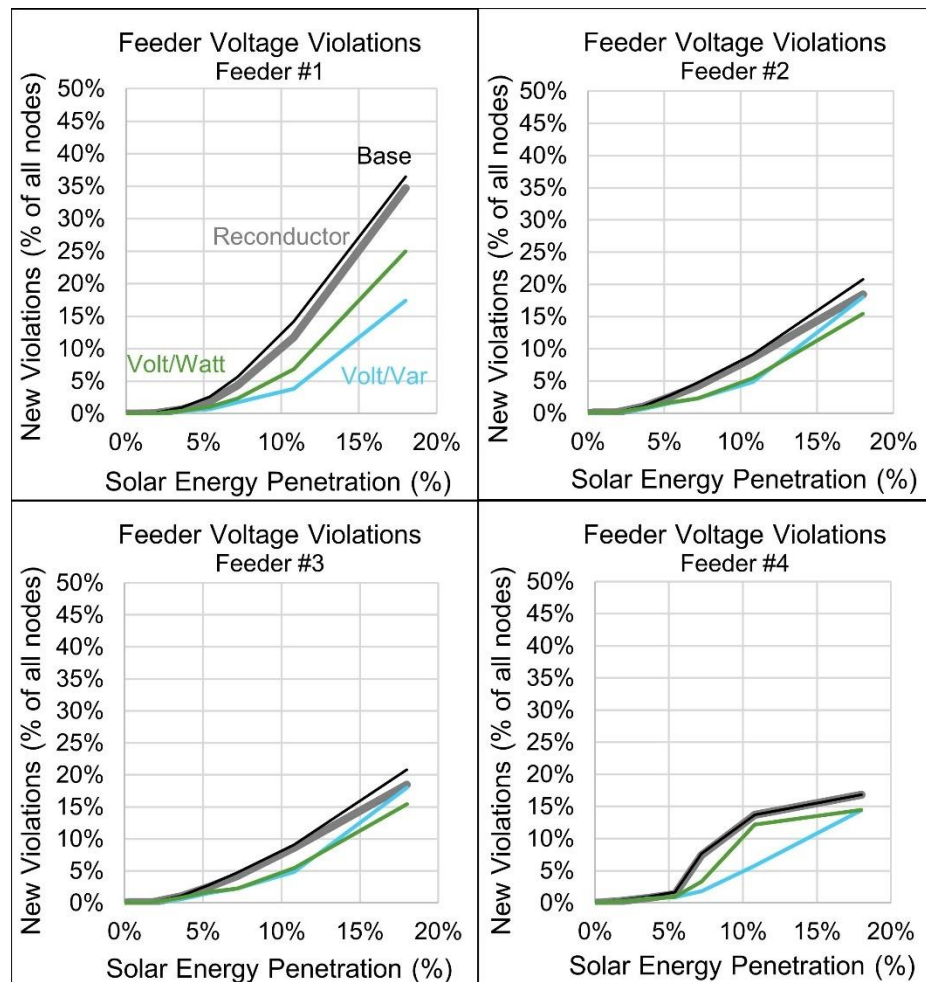 Feeder Voltage Violations
Feeder #1
New Violations (% of all nodes)
50%
45%
40%
35%
30%
25%
20%
15%
10%
5%
0%
Base
Reconductor
Volt/Watt
Volt/Var
0% 5% 10% 15% 20%
Solar Energy Penetration (%)
Feeder Voltage Violations
Feeder #2
New Violations (% of all nodes)
50%
45%
40%
35%
30%
25%
20%
15%
10%
5%
0%
0% 5% 10% 15% 20%
Solar Energy Penetration (%)
Feeder Voltage Violations
Feeder #3
New Violations (% of all nodes)
50%
45%
40%
35%
30%
25%
20%
15%
10%
5%
0%
0% 5% 10% 15% 20%
Solar Energy Penetration (%)
Feeder Voltage Violations
Feeder #4
New Violations (% of all nodes)
50%
45%
40%
35%
30%
25%
20%
15%
10%
5%
0%
0% 5% 10% 15% 20%
Solar Energy Penetration (%)